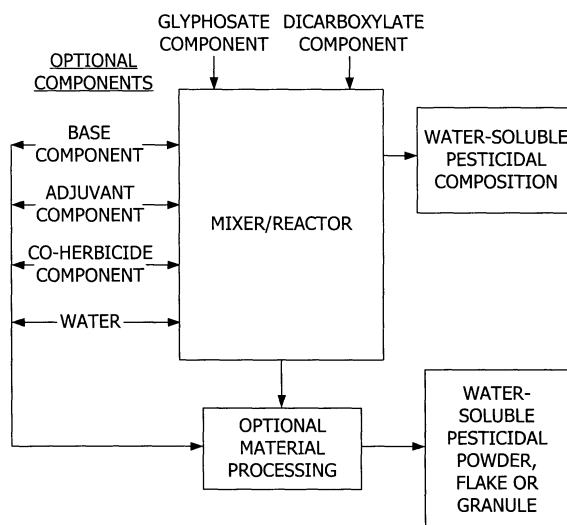 GLYPHOSATE
COMPONENT
DICARBOXYLATE
COMPONENT
OPTIONAL
COMPONENTS
BASE
COMPONENT
ADJUVANT
COMPONENT
CO-HERBICIDE
COMPONENT
WATER
MIXER/REACTOR
WATER-SOLUBLE
PESTICIDAL
COMPOSITION
OPTIONAL
MATERIAL
PROCESSING
WATER-
SOLUBLE
PESTICIDAL
POWDER,
FLAKE OR
GRANULE